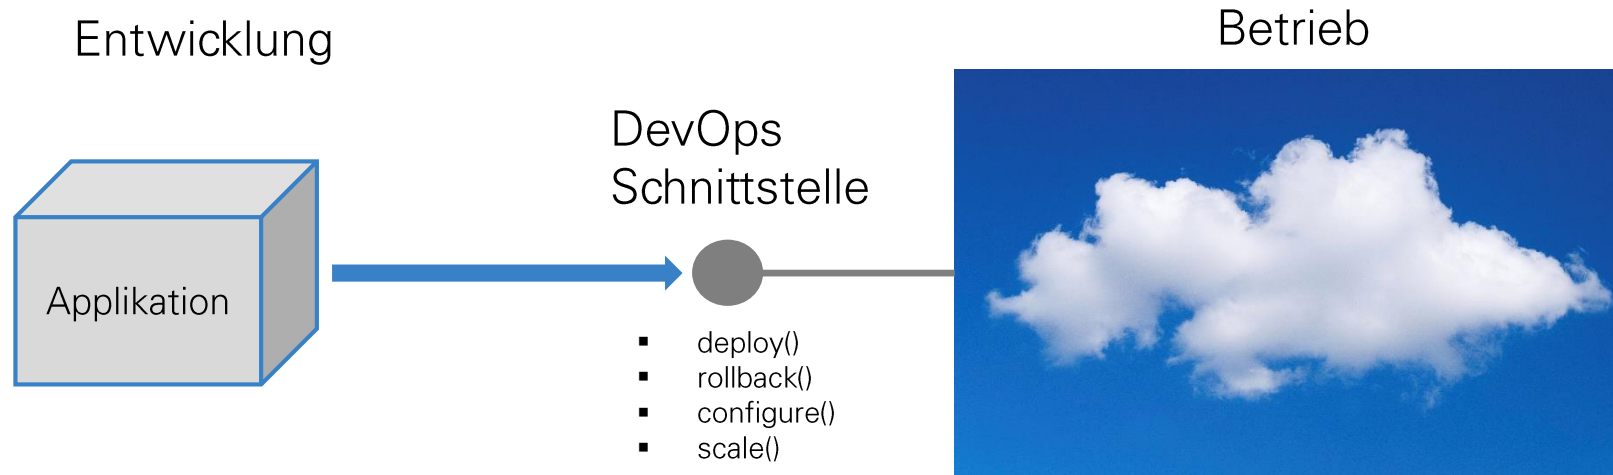 Entwicklung
Betrieb
DevOps
Schnittstelle
Applikation
▪ deploy()
▪ rollback()
▪ configure()
▪ scale()